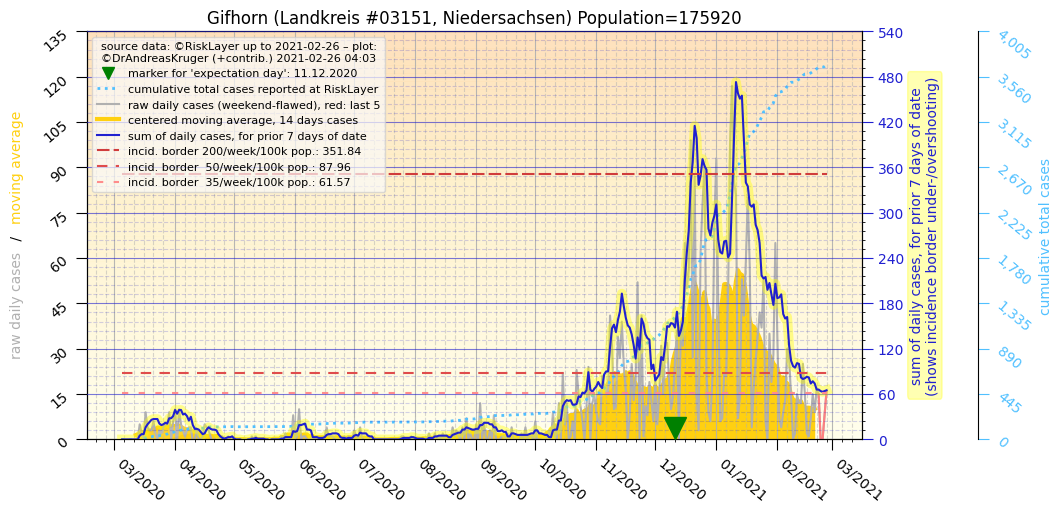 Gifhorn (Landkreis #03151, Niedersachsen) Population=175920
source data: ©RiskLayer up to 2021-02-26 – plot:
©DrAndreasKruger (+contrib.) 2021-02-26 04:03
marker for 'expectation day': 11.12.2020
cumulative total cases reported at RiskLayer
raw daily cases (weekend-flawed), red: last 5
centered moving average, 14 days cases
sum of daily cases, for prior 7 days of date
incid. border 200/week/100k pop.: 351.84
incid. border  50/week/100k pop.: 87.96
incid. border  35/week/100k pop.: 61.57
raw daily cases  /  moving average
135
120
105
90
75
60
45
30
15
0
03/2020
04/2020
05/2020
06/2020
07/2020
08/2020
09/2020
10/2020
11/2020
12/2020
01/2021
02/2021
03/2021
540
480
420
360
300
240
180
120
60
0
sum of daily cases, for prior 7 days of date
(shows incidence border under-/overshooting)
4,005
3,560
3,115
2,670
2,225
1,780
1,335
890
445
0
cumulative total cases